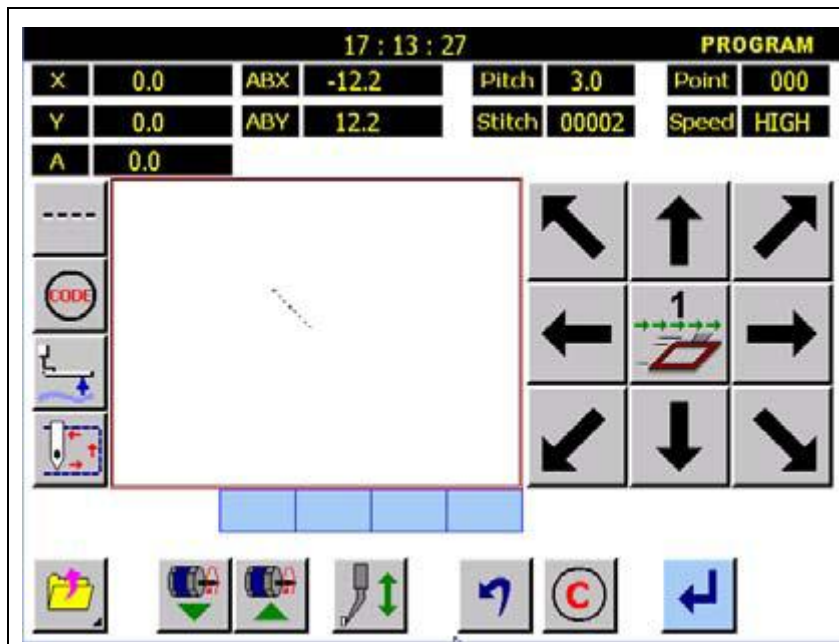 17 : 13 : 27 PROGRAM
X 0.0 ABX -12.2 Pitch 3.0 Point 000
Y 0.0 ABY 12.2 Stitch 00002 Speed HIGH
A 0.0
CODE
1
C